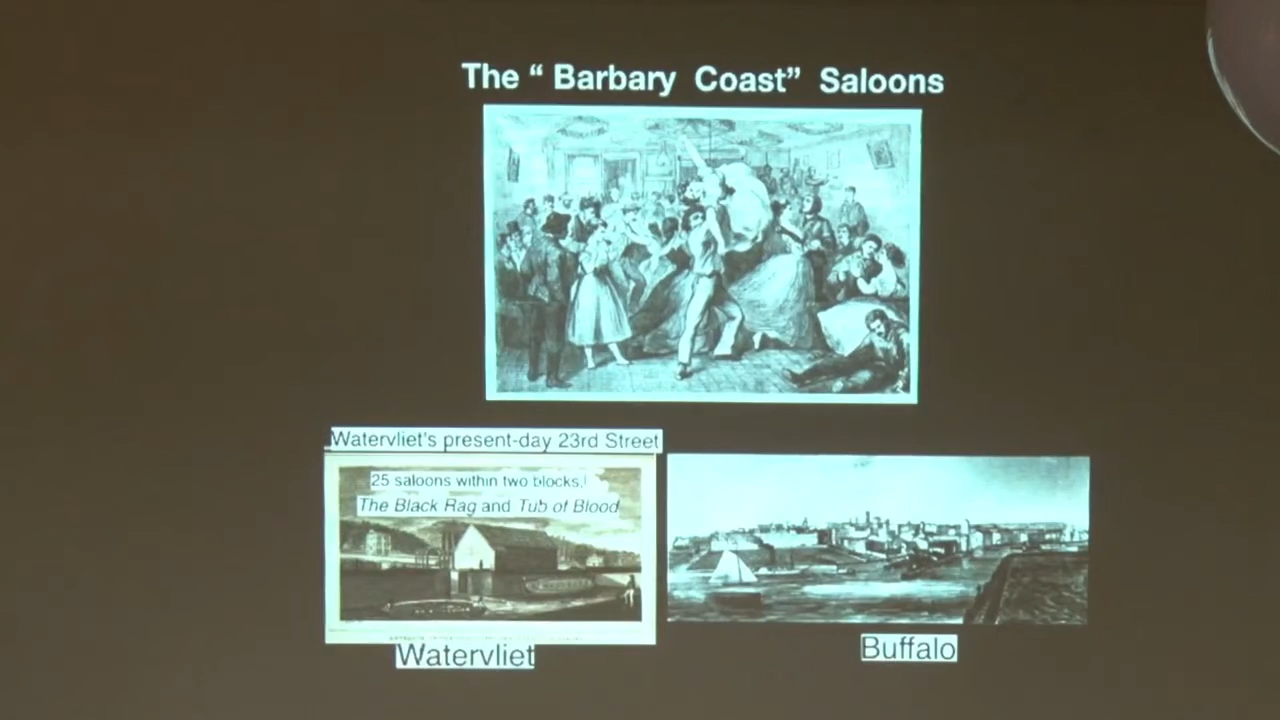 The “ Barbary Coast” Saloons
Watervliet's present-day 23rd Street
25 saloons within two blocks,
The Black Rag and Tub of Blood
Watervliet
Buffalo